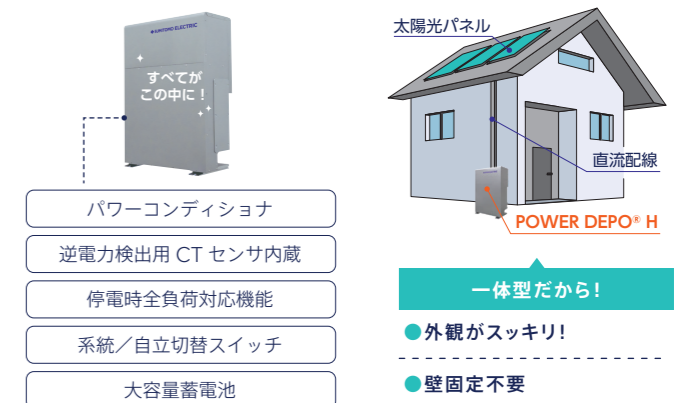 SUMITOMO ELECTRIC
すべてが
この中に！
パワーコンディショナ
逆電力検出用 CT センサ内蔵
停電時全負荷対応機能
系統／自立切替スイッチ
大容量蓄電池
太陽光パネル
直流配線
POWER DEPO® H
一体型だから！
●外観がスッキリ！
●壁固定不要